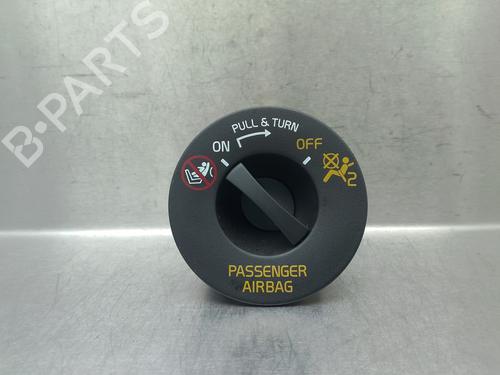 B-PARTS
PULL & TURN
ON
OFF
2
PASSENGER
AIRBAG